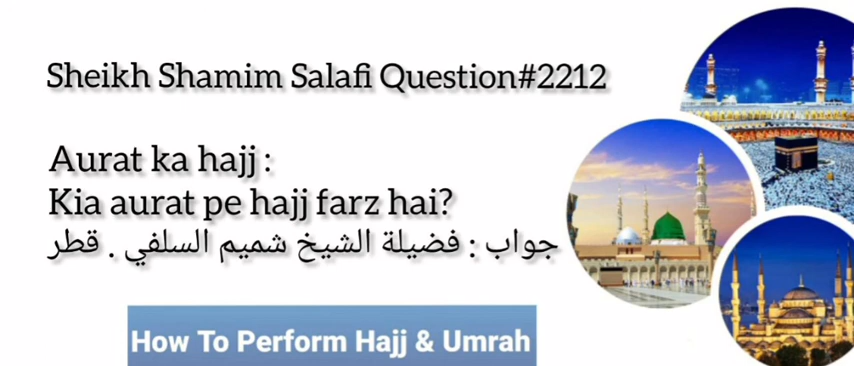 Sheikh Shamim Salafi Question#2212
Aurat ka hajj :
Kia aurat pe hajj farz hai?
جواب : فضيلة الشيخ شميم السلفي . قطر
How To Perform Hajj & Umrah